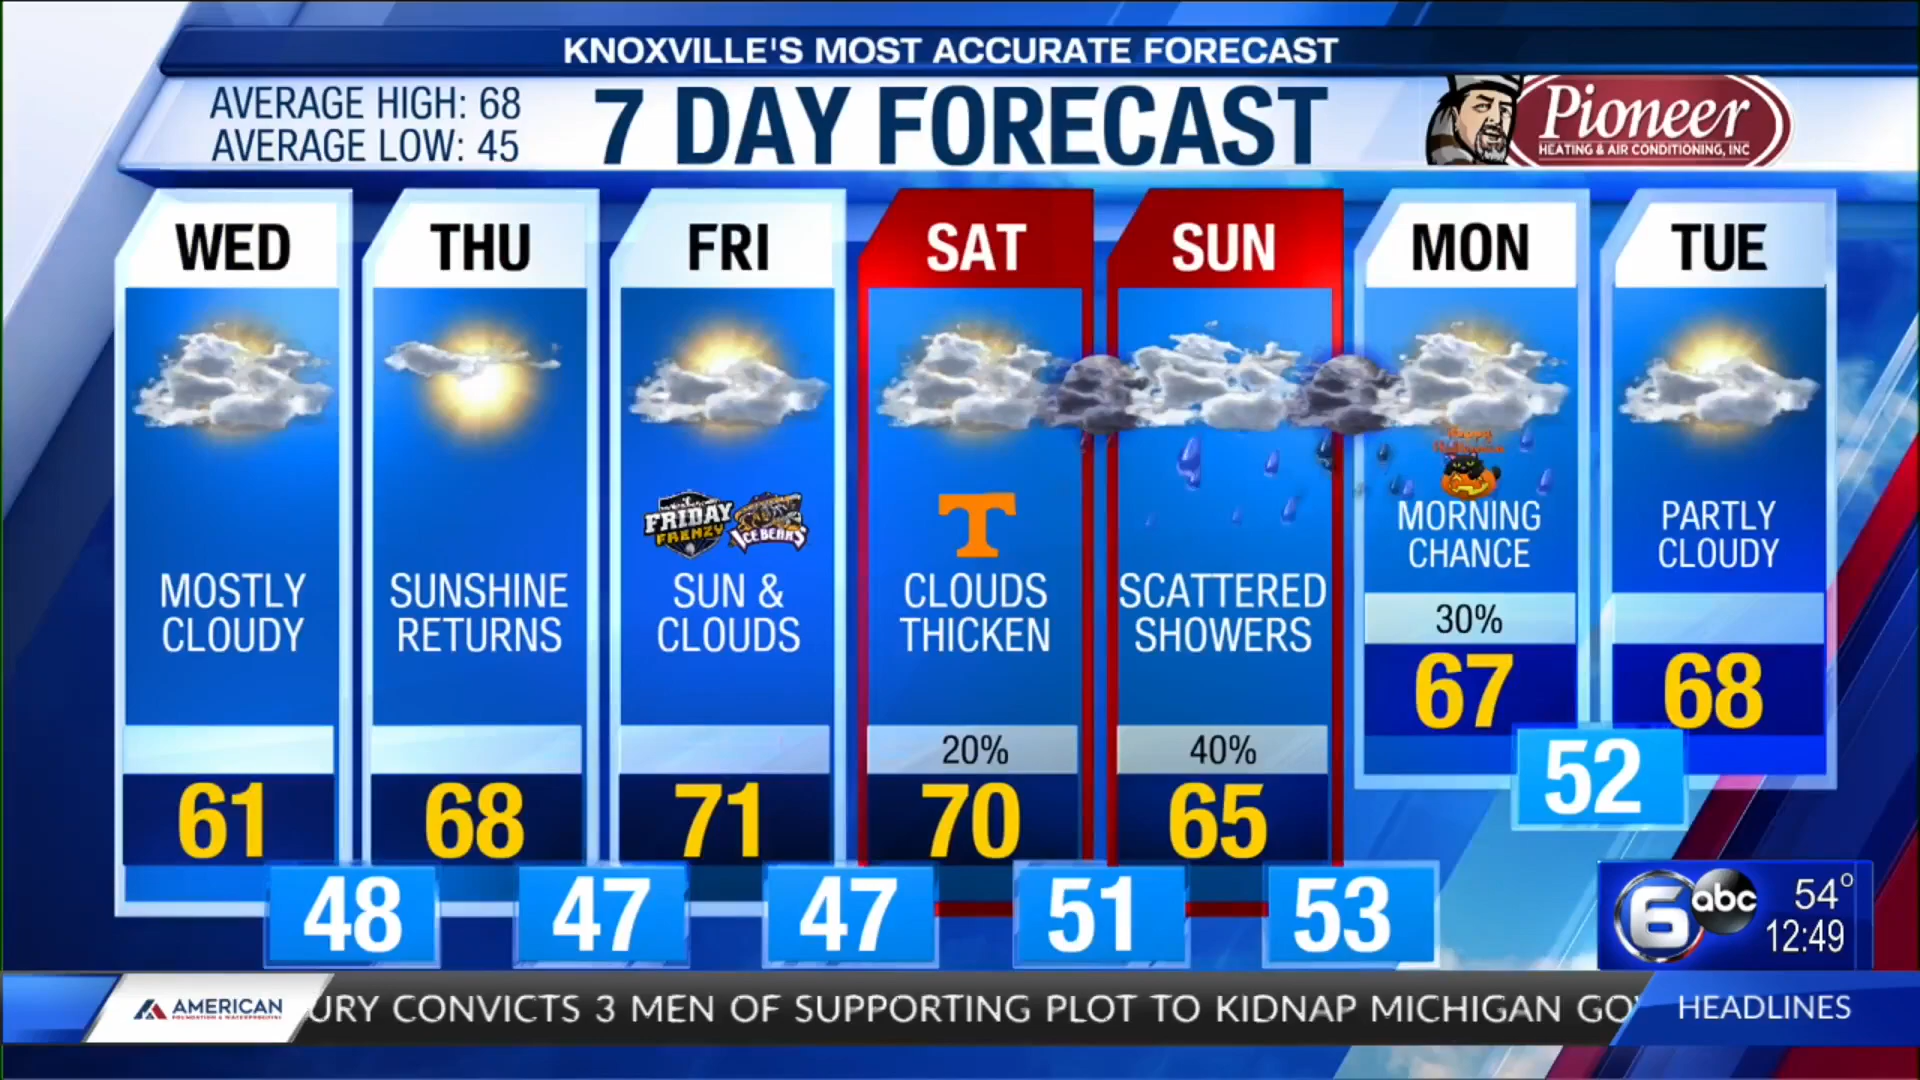 KNOXVILLE'S MOST ACCURATE FORECAST
AVERAGE HIGH: 68
AVERAGE LOW: 45
7 DAY FORECAST
Pioneer
HEATING & AIR CONDITIONING, INC
WED
MOSTLY
CLOUDY
61
48
THU
SUNSHINE
RETURNS
68
47
FRI
FRIDAY
FRENZY
ICE BEARS
SUN &
CLOUDS
71
47
SAT
T
CLOUDS
THICKEN
20%
70
51
SUN
SCATTERED
SHOWERS
40%
65
53
MON
Happy
Halloween
MORNING
CHANCE
30%
67
52
TUE
PARTLY
CLOUDY
68
6 abc 54°
12:49
AMERICAN
FOUNDATION & WATERPROOFING
URY CONVICTS 3 MEN OF SUPPORTING PLOT TO KIDNAP MICHIGAN GO
HEADLINES